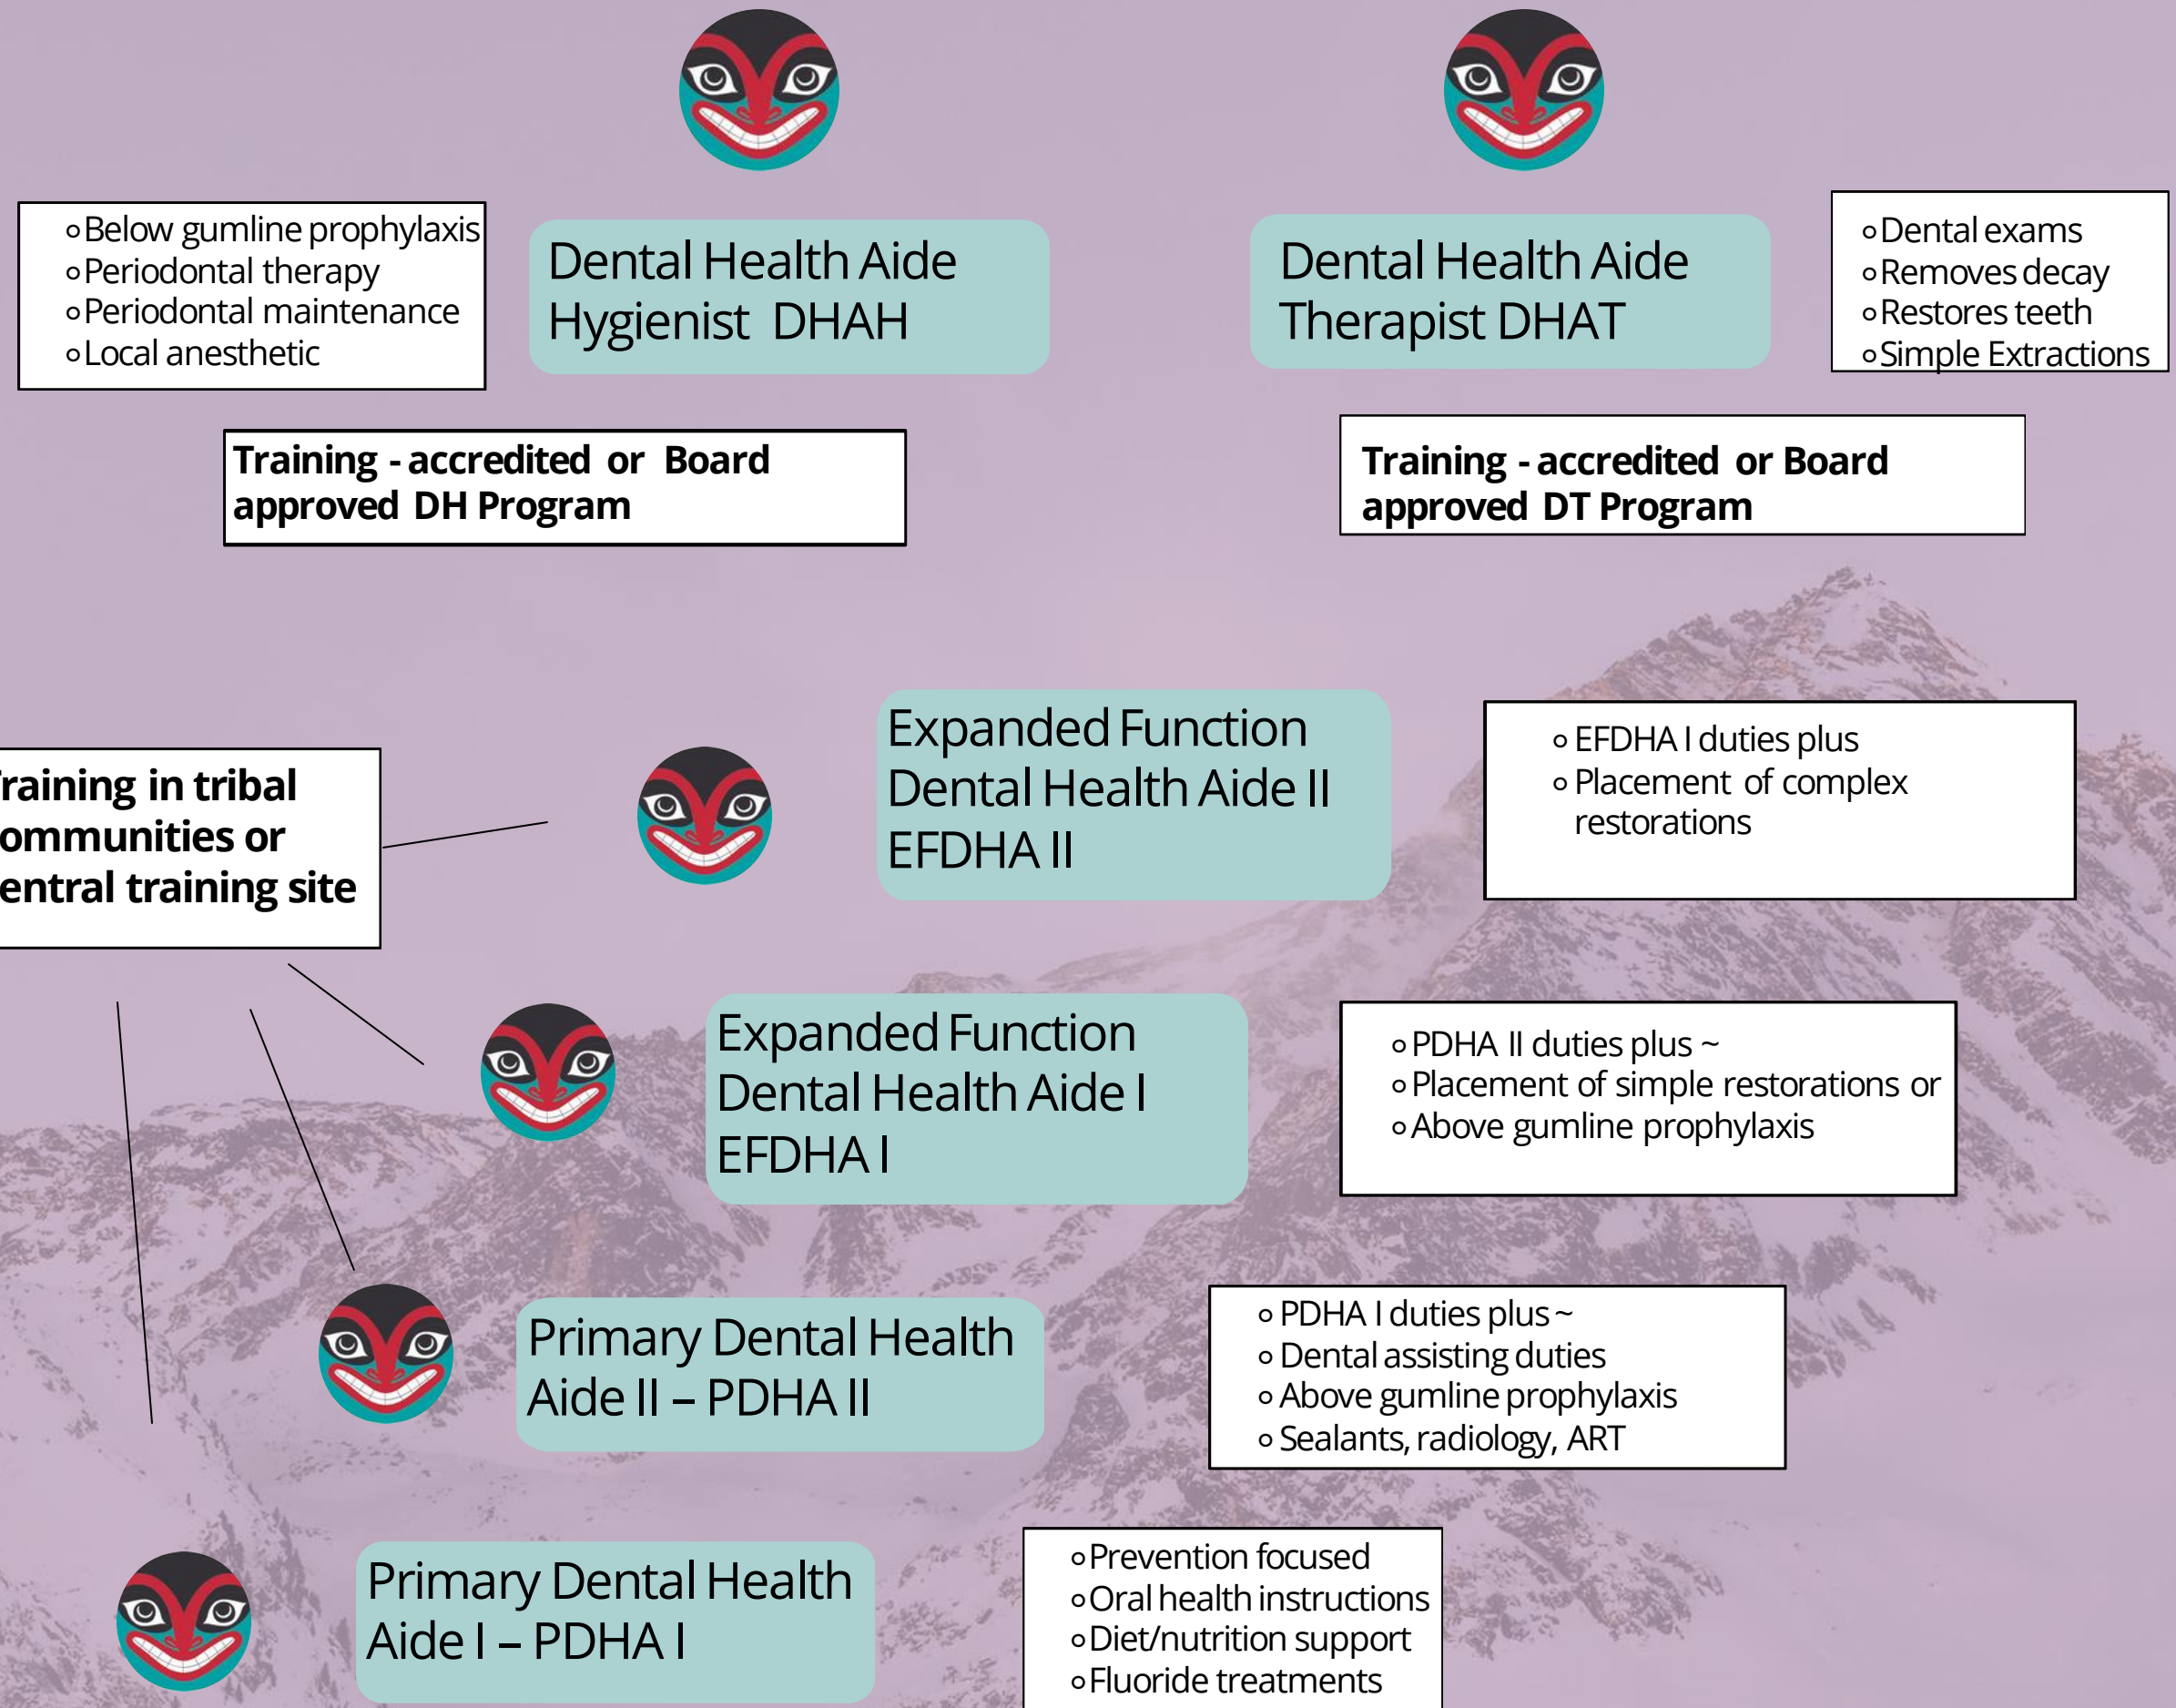 ∘Below gumline prophylaxis
∘Periodontal therapy
∘Periodontal maintenance
∘Local anesthetic
Dental Health Aide
Hygienist DHAH
Dental Health Aide
Therapist DHAT
∘Dental exams
∘Removes decay
∘Restores teeth
∘Simple Extractions
Training - accredited or Board
approved DH Program
Training - accredited or Board
approved DT Program
raining in tribal
ommunities or
entral training site
Expanded Function
Dental Health Aide II
EFDHA II
∘EFDHA I duties plus
∘Placement of complex
restorations
Expanded Function
Dental Health Aide I
EFDHA I
∘PDHA II duties plus ~
∘Placement of simple restorations or
∘Above gumline prophylaxis
Primary Dental Health
Aide II – PDHA II
∘PDHA I duties plus ~
∘Dental assisting duties
∘Above gumline prophylaxis
∘Sealants, radiology, ART
Primary Dental Health
Aide I – PDHA I
∘Prevention focused
∘Oral health instructions
∘Diet/nutrition support
∘Fluoride treatments